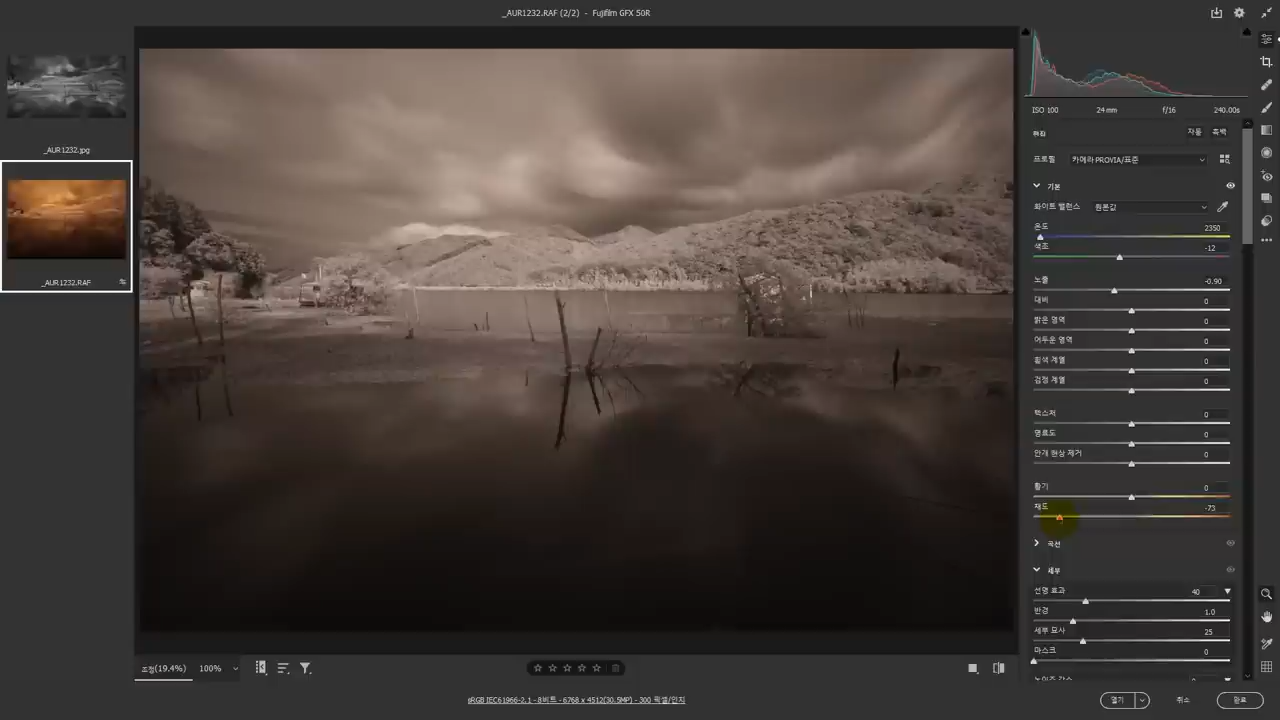 _AUR1232.RAF (2/2) - Fujifilm GFX 50R
_AUR1232.jpg
_AUR1232.RAF
ISO 100 24 mm f/16 240.00s
편집 자동 흑백
프로필 카메라 PROVIA/표준
기본
화이트 밸런스 원본값
온도 2350
색조 -12
노출 -0.90
대비 0
밝은 영역 0
어두운 영역 0
흰색 계열 0
검정 계열 0
텍스처 0
명료도 0
안개 현상 제거 0
활기 0
채도 -73
곡선
세부
선명 효과 40
반경 1.0
세부 묘사 25
마스크 0
노이즈 감소 0
조정(19.4%) 100%
sRGB IEC61966-2.1 - 8비트 - 6768 x 4512(30.5MP) - 300 픽셀/인치
열기 취소 완료